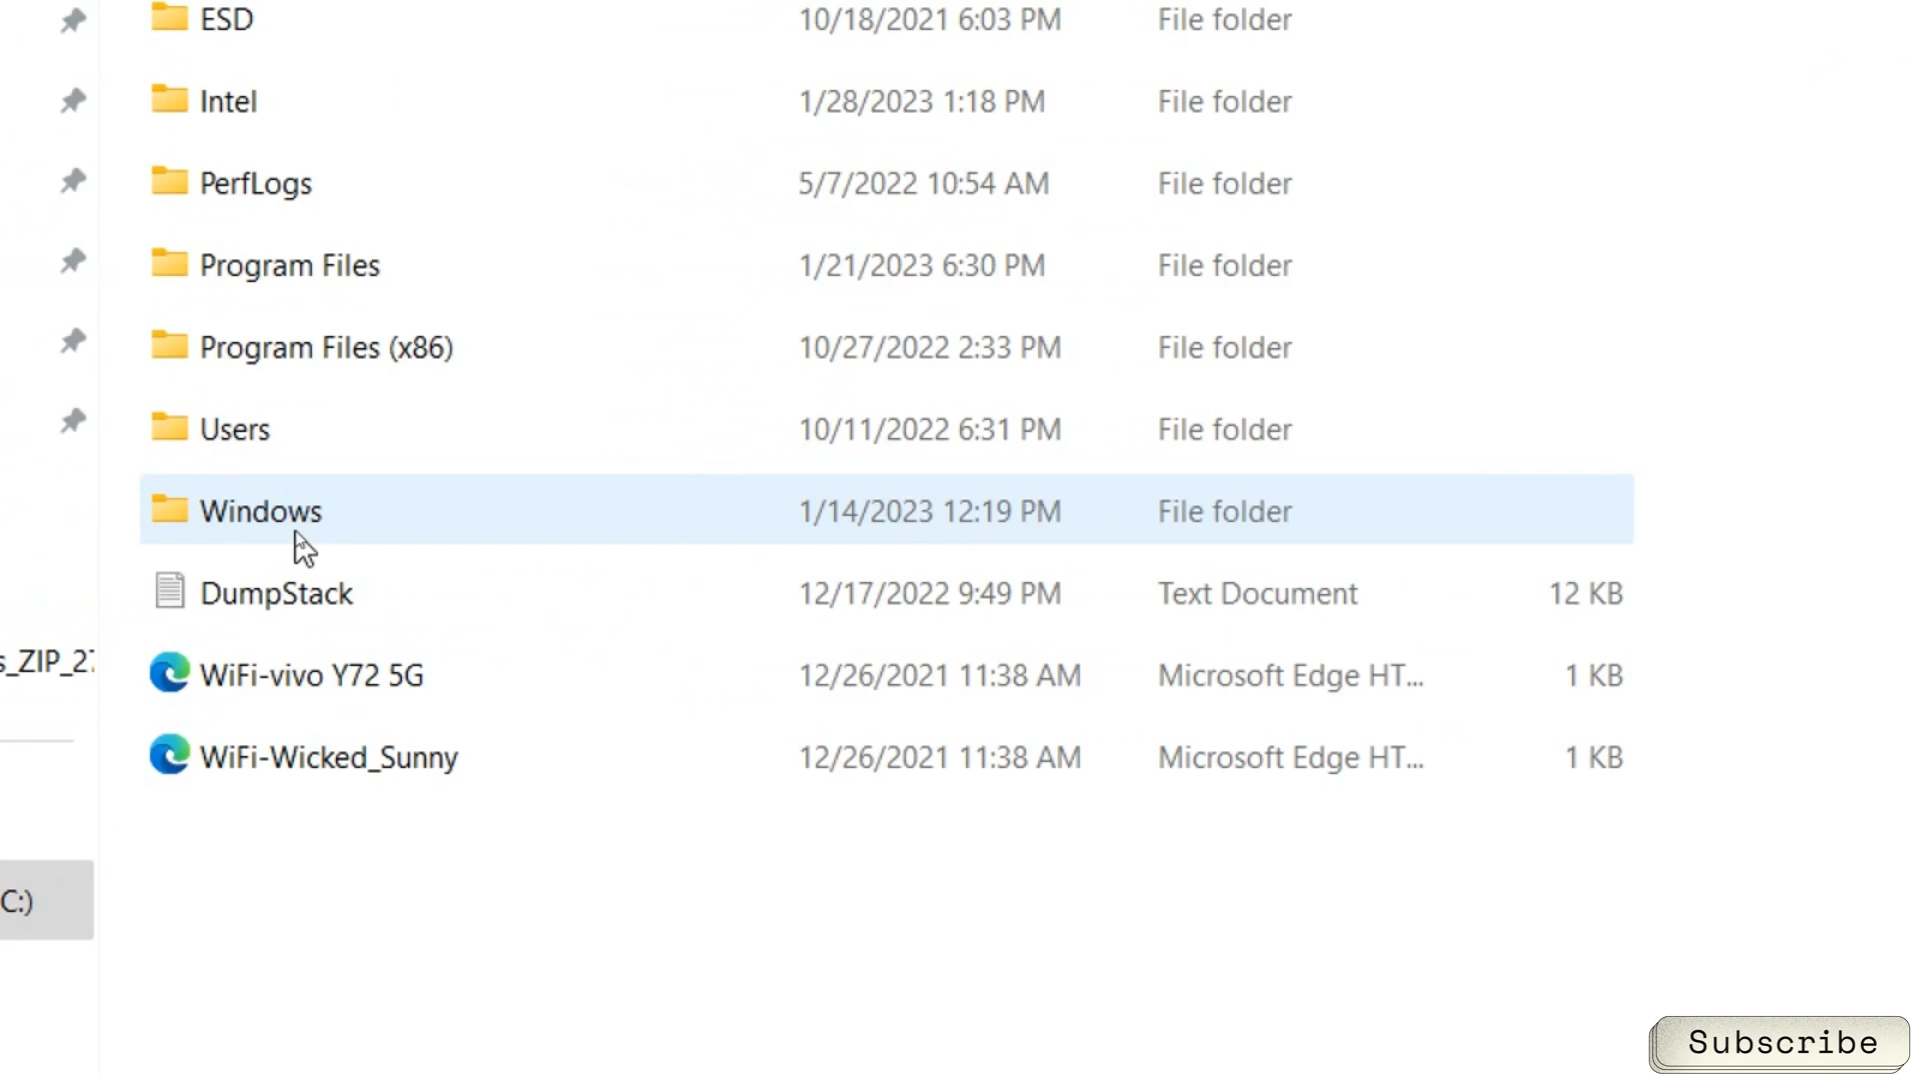 ESD 10/18/2021 6:03 PM File folder
Intel 1/28/2023 1:18 PM File folder
PerfLogs 5/7/2022 10:54 AM File folder
Program Files 1/21/2023 6:30 PM File folder
Program Files (x86) 10/27/2022 2:33 PM File folder
Users 10/11/2022 6:31 PM File folder
Windows 1/14/2023 12:19 PM File folder
DumpStack 12/17/2022 9:49 PM Text Document 12 KB
s_ZIP_27
WiFi-vivo Y72 5G 12/26/2021 11:38 AM Microsoft Edge HT... 1 KB
WiFi-Wicked_Sunny 12/26/2021 11:38 AM Microsoft Edge HT... 1 KB
C:)
Subscribe